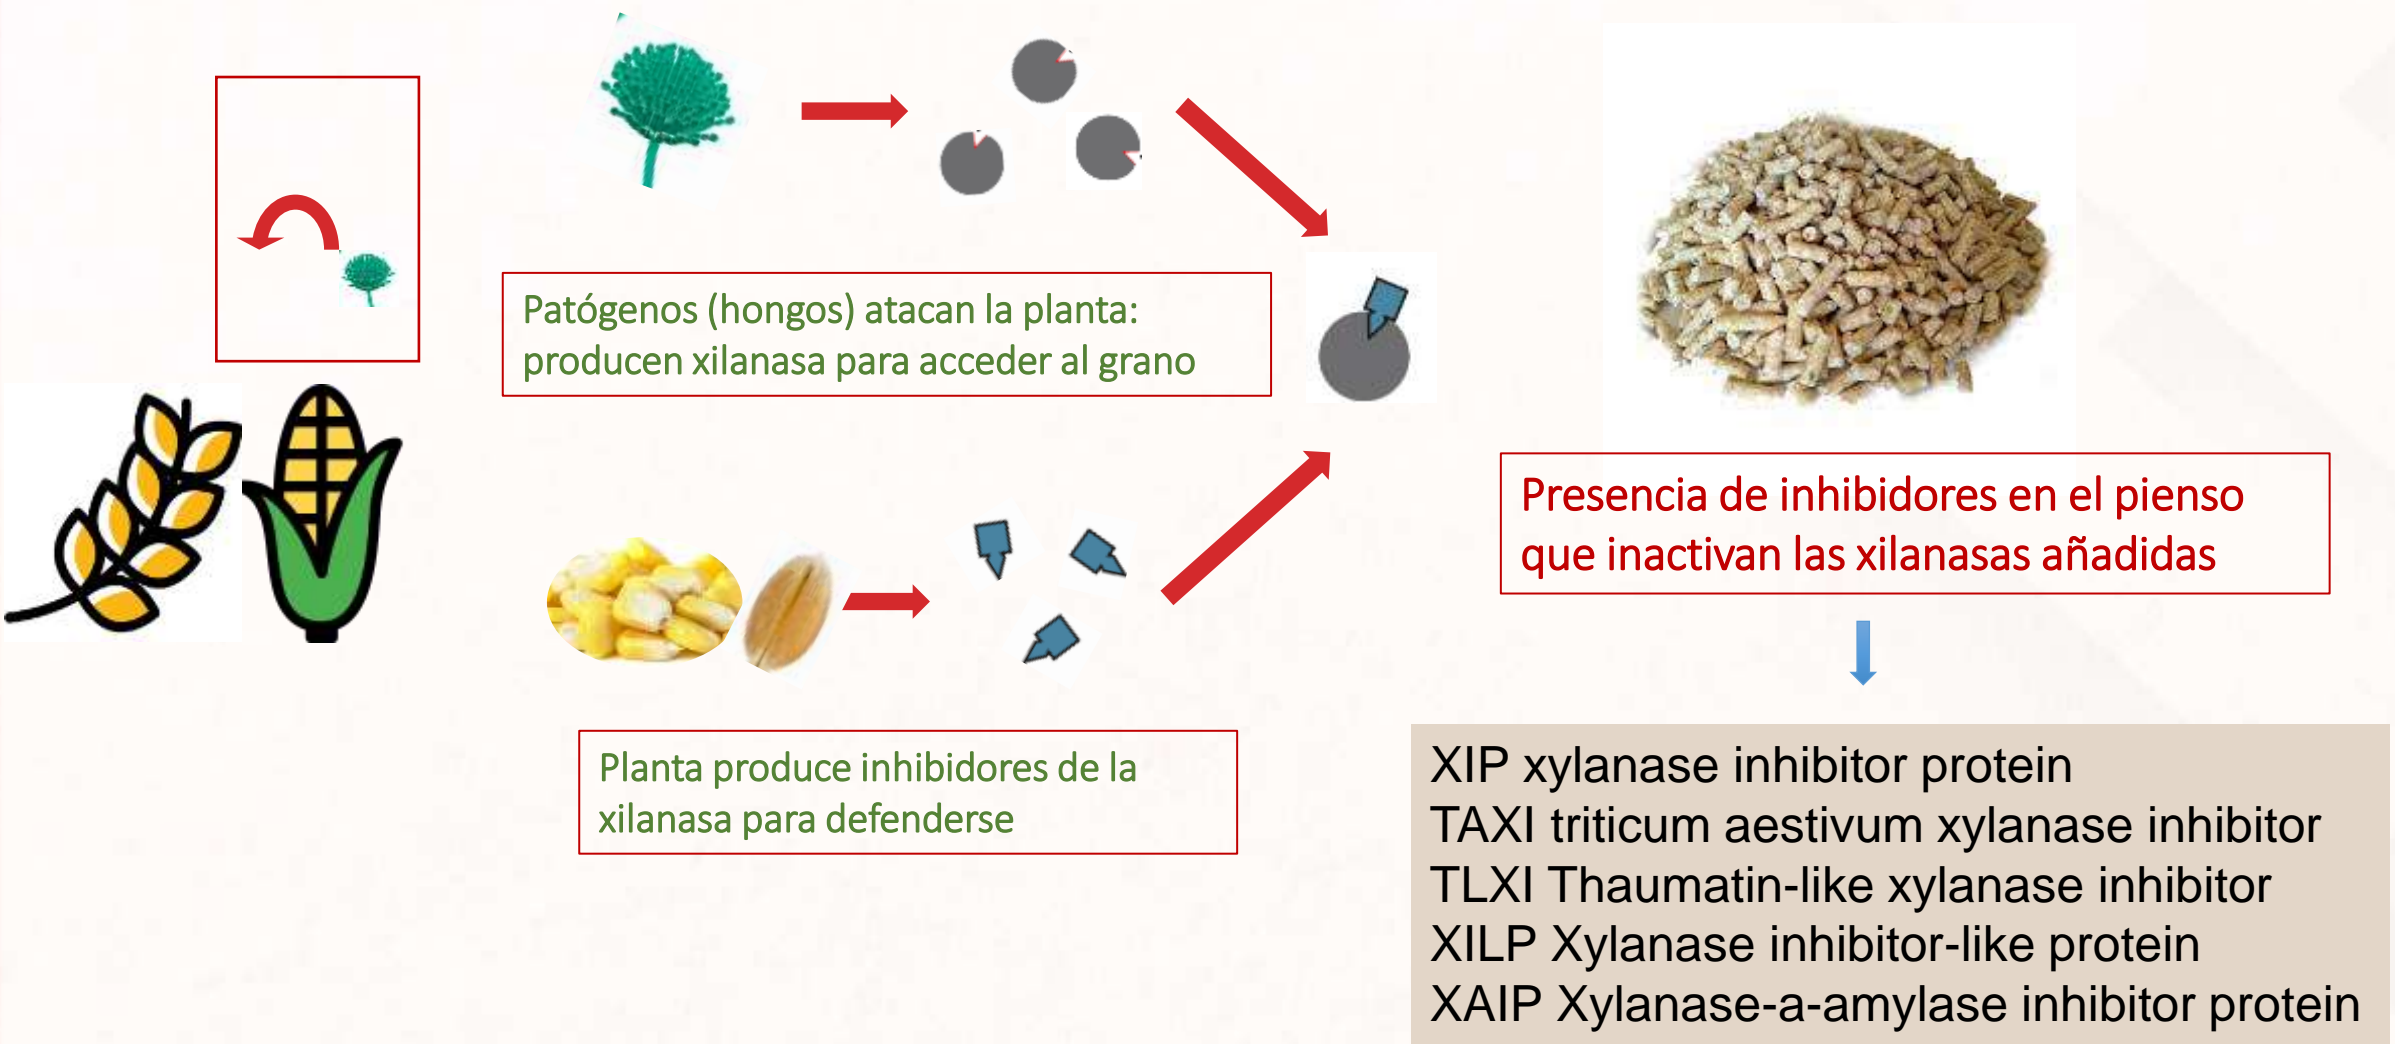 Patógenos (hongos) atacan la planta:
producen xilanasa para acceder al grano
Planta produce inhibidores de la
xilanasa para defenderse
Presencia de inhibidores en el pienso
que inactivan las xilanasas añadidas
XIP xylanase inhibitor protein
TAXI triticum aestivum xylanase inhibitor
TLXI Thaumatin-like xylanase inhibitor
XILP Xylanase inhibitor-like protein
XAIP Xylanase-a-amylase inhibitor protein